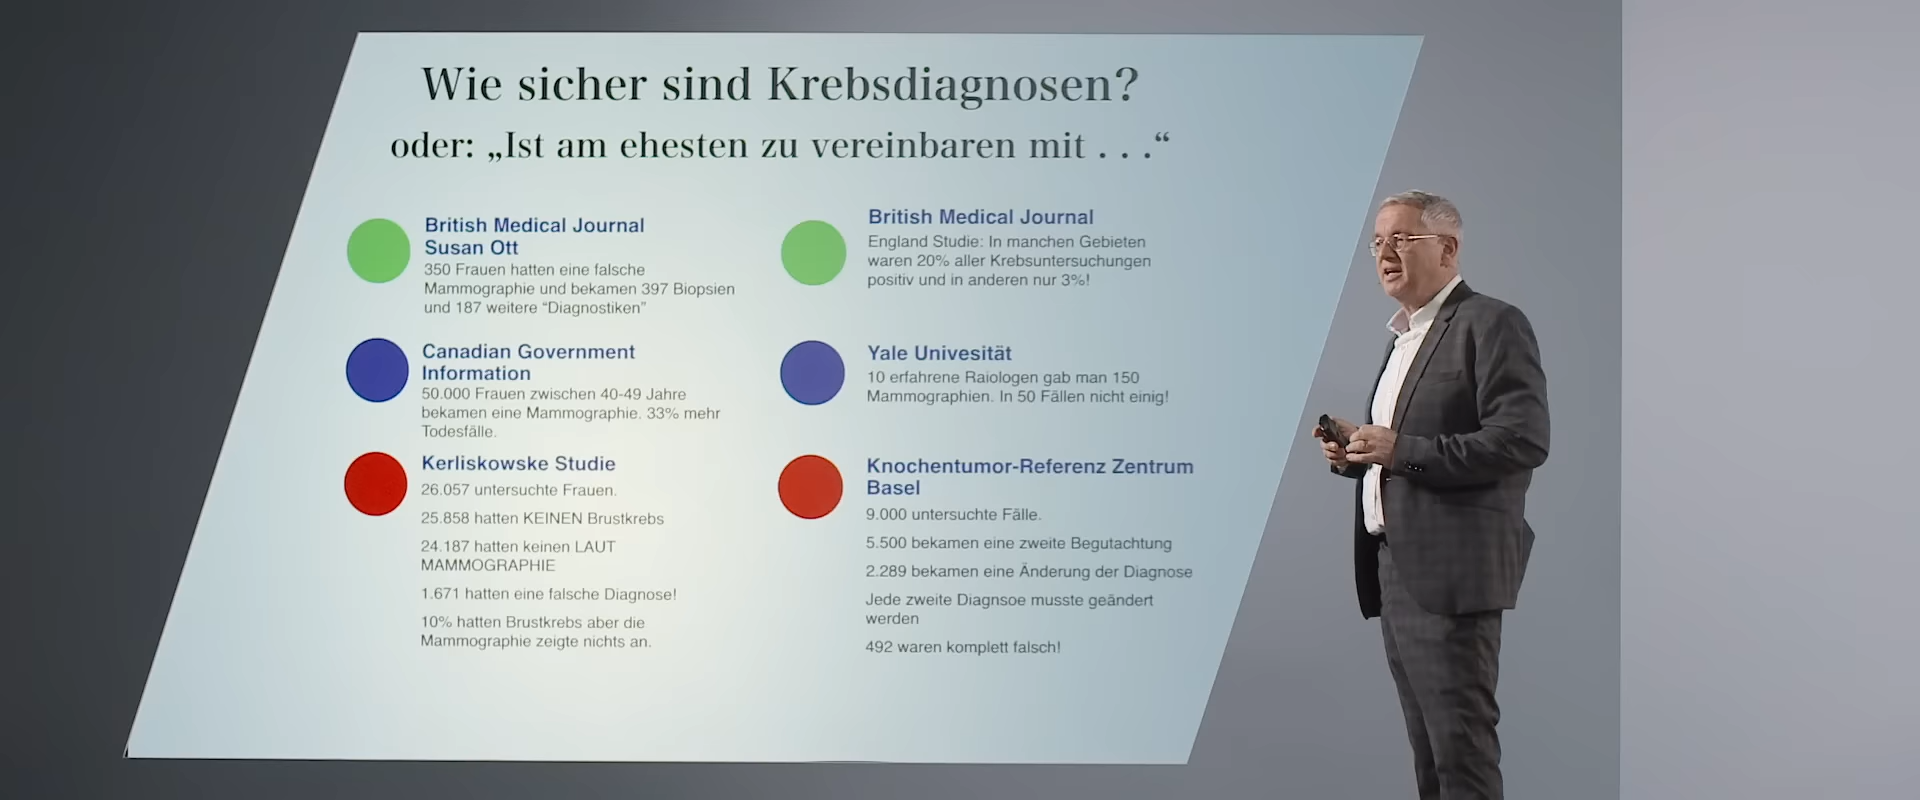 Wie sicher sind Krebsdiagnosen?
oder: „Ist am ehesten zu vereinbaren mit . . .“
British Medical Journal
Susan Ott
350 Frauen hatten eine falsche
Mammographie und bekamen 397 Biopsien
und 187 weitere “Diagnostiken”
Canadian Government
Information
50.000 Frauen zwischen 40-49 Jahre
bekamen eine Mammographie. 33% mehr
Todesfälle.
Kerliskowske Studie
26.057 untersuchte Frauen.
25.858 hatten KEINEN Brustkrebs
24.187 hatten keinen LAUT
MAMMOGRAPHIE
1.671 hatten eine falsche Diagnose!
10% hatten Brustkrebs aber die
Mammographie zeigte nichts an.
British Medical Journal
England Studie: In manchen Gebieten
waren 20% aller Krebsuntersuchungen
positiv und in anderen nur 3%!
Yale Univesität
10 erfahrene Raiologen gab man 150
Mammographien. In 50 Fällen nicht einig!
Knochentumor-Referenz Zentrum
Basel
9.000 untersuchte Fälle.
5.500 bekamen eine zweite Begutachtung
2.289 bekamen eine Änderung der Diagnose
Jede zweite Diagnsoe musste geändert
werden
492 waren komplett falsch!